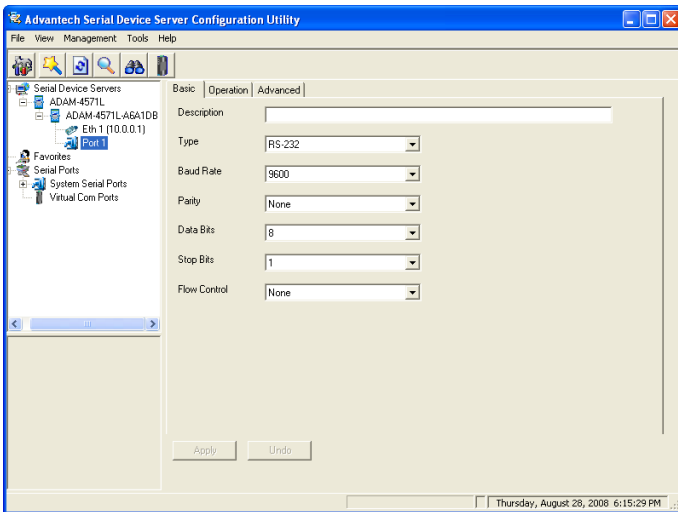 Advantech Serial Device Server Configuration Utility
File View Management Tools Help
Serial Device Servers
ADAM-4571L
ADAM-4571L-A6A1DB
Eth 1 (10.0.0.1)
Port 1
Favorites
Serial Ports
System Serial Ports
Virtual Com Ports
Basic Operation Advanced
Description
Type RS-232
Baud Rate 9600
Parity None
Data Bits 8
Stop Bits 1
Flow Control None
Apply Undo
Thursday, August 28, 2008 6:15:29 PM